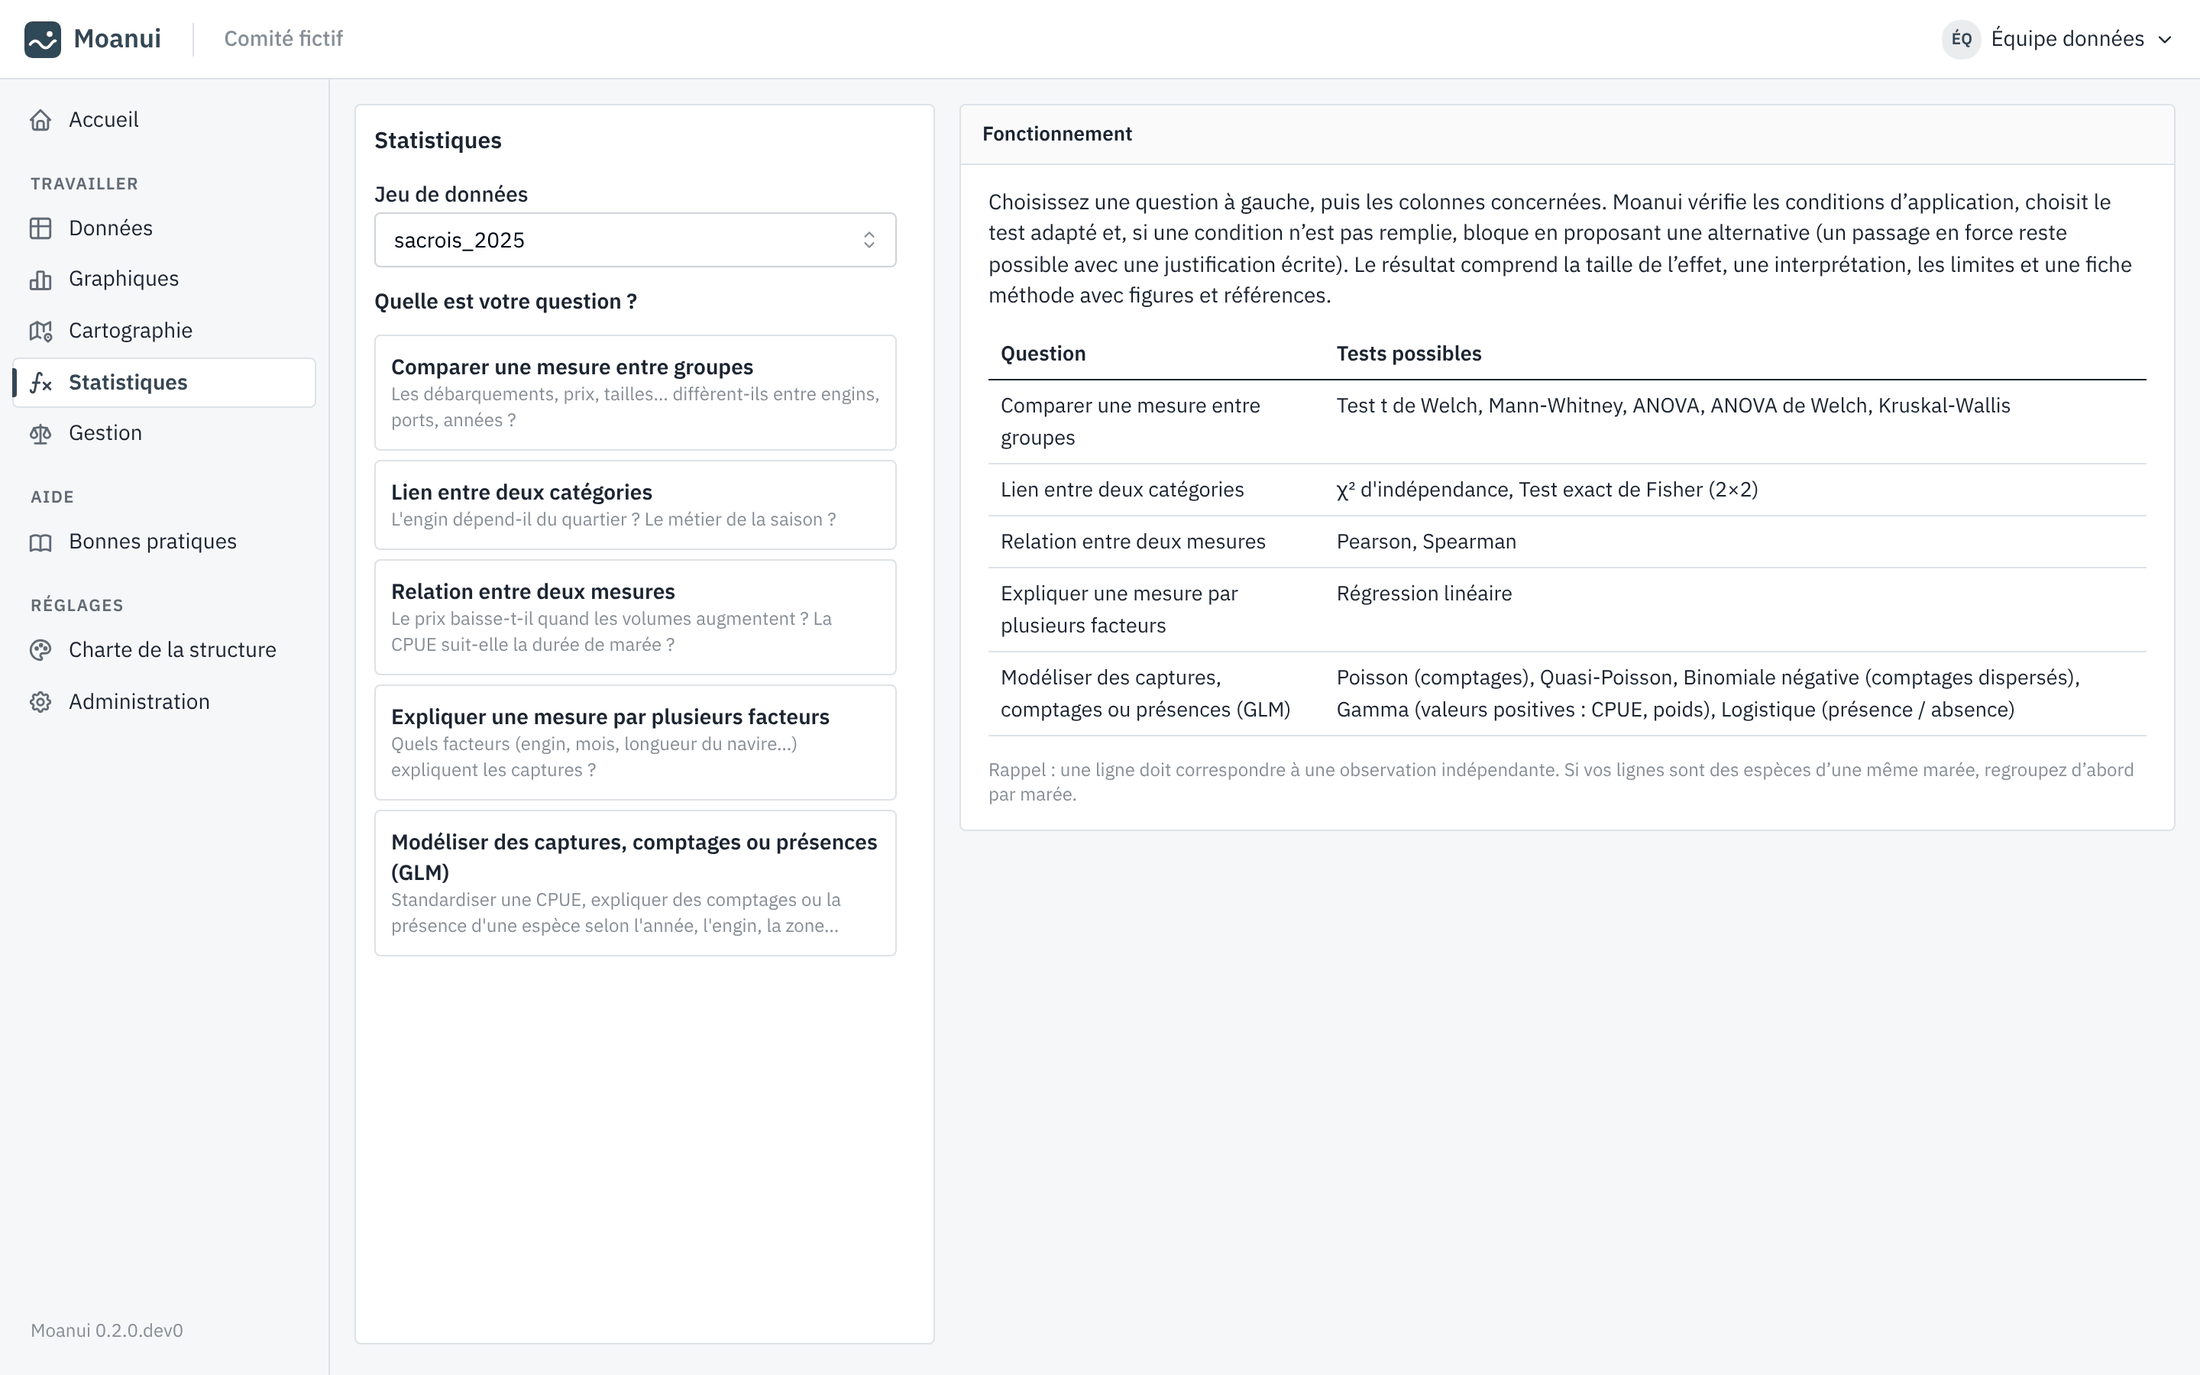 Moanui
Comité fictif
ÉQ
Équipe données
Accueil
TRAVAILLER
Données
Graphiques
Cartographie
Statistiques
Gestion
AIDE
Bonnes pratiques
RÉGLAGES
Charte de la structure
Administration
Moanui 0.2.0.dev0
Statistiques
Jeu de données
sacrois_2025
Quelle est votre question ?
Comparer une mesure entre groupes
Les débarquements, prix, tailles... diffèrent-ils entre engins,
ports, années ?
Lien entre deux catégories
L'engin dépend-il du quartier ? Le métier de la saison ?
Relation entre deux mesures
Le prix baisse-t-il quand les volumes augmentent ? La
CPUE suit-elle la durée de marée ?
Expliquer une mesure par plusieurs facteurs
Quels facteurs (engin, mois, longueur du navire...)
expliquent les captures ?
Modéliser des captures, comptages ou présences
(GLM)
Standardiser une CPUE, expliquer des comptages ou la
présence d'une espèce selon l'année, l'engin, la zone...
Fonctionnement
Choisissez une question à gauche, puis les colonnes concernées. Moanui vérifie les conditions d’application, choisit le
test adapté et, si une condition n’est pas remplie, bloque en proposant une alternative (un passage en force reste
possible avec une justification écrite). Le résultat comprend la taille de l’effet, une interprétation, les limites et une fiche
méthode avec figures et références.
Question
Tests possibles
Comparer une mesure entre
groupes
Test t de Welch, Mann-Whitney, ANOVA, ANOVA de Welch, Kruskal-Wallis
Lien entre deux catégories
χ² d'indépendance, Test exact de Fisher (2×2)
Relation entre deux mesures
Pearson, Spearman
Expliquer une mesure par
plusieurs facteurs
Régression linéaire
Modéliser des captures,
comptages ou présences (GLM)
Poisson (comptages), Quasi-Poisson, Binomiale négative (comptages dispersés),
Gamma (valeurs positives : CPUE, poids), Logistique (présence / absence)
Rappel : une ligne doit correspondre à une observation indépendante. Si vos lignes sont des espèces d’une même marée, regroupez d’abord
par marée.